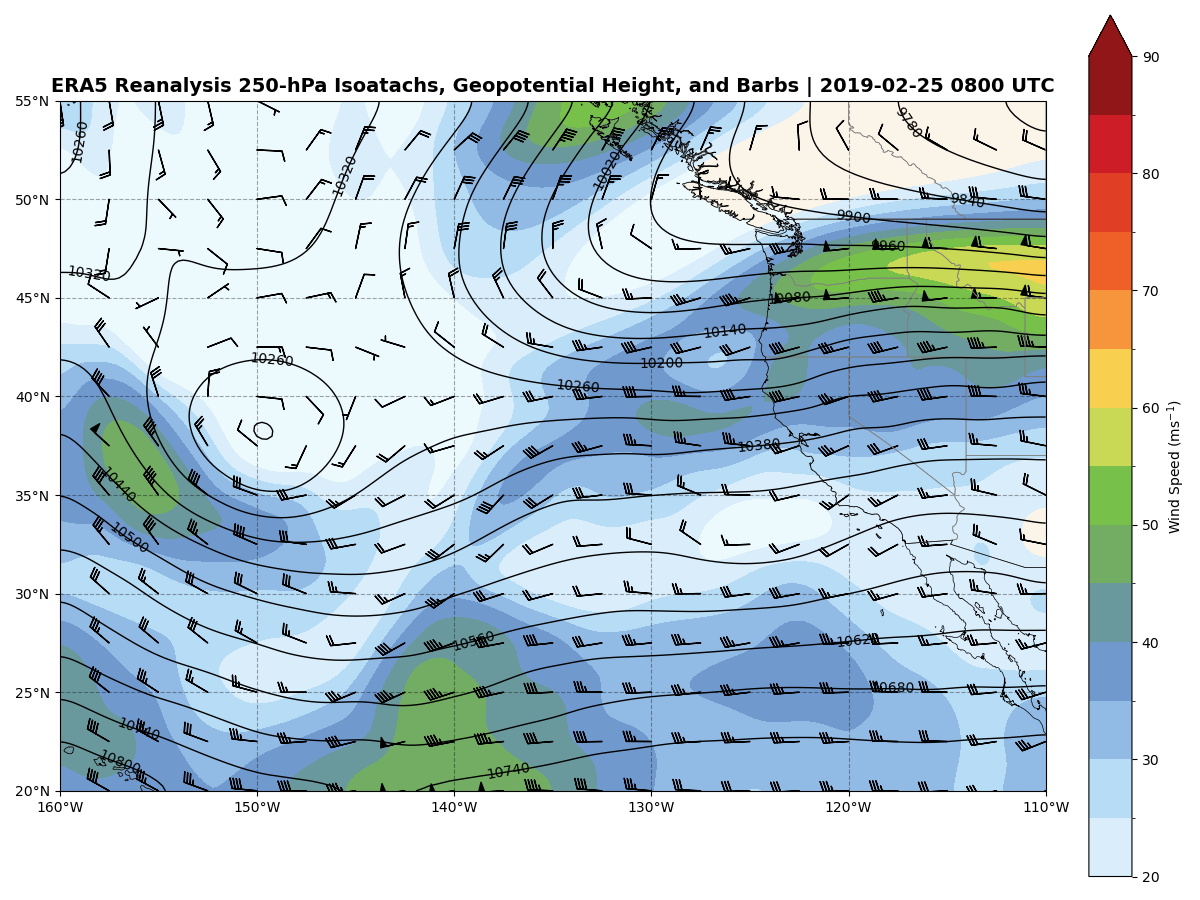 ERA5 Reanalysis 250-hPa Isoatachs, Geopotential Height, and Barbs | 2019-02-25 0800 UTC
55°N
50°N
45°N
40°N
35°N
30°N
25°N
20°N
160°W
150°W
140°W
130°W
120°W
110°W
10260
10320
10020
9780
9840
9900
9960
10320
10080
10140
10200
10260
10260
10380
10440
10500
10560
10620
10680
10740
10740
10800
90
80
70
60
50
40
30
20
Wind Speed (ms⁻¹)